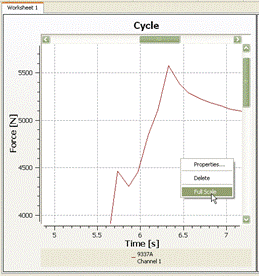 Worksheet 1
Cycle
Force [N]
5500
5000
4500
4000
Properties...
Delete
Full Scale
5
5.5
6
6.5
7
Time [s]
9337A
Channel 1